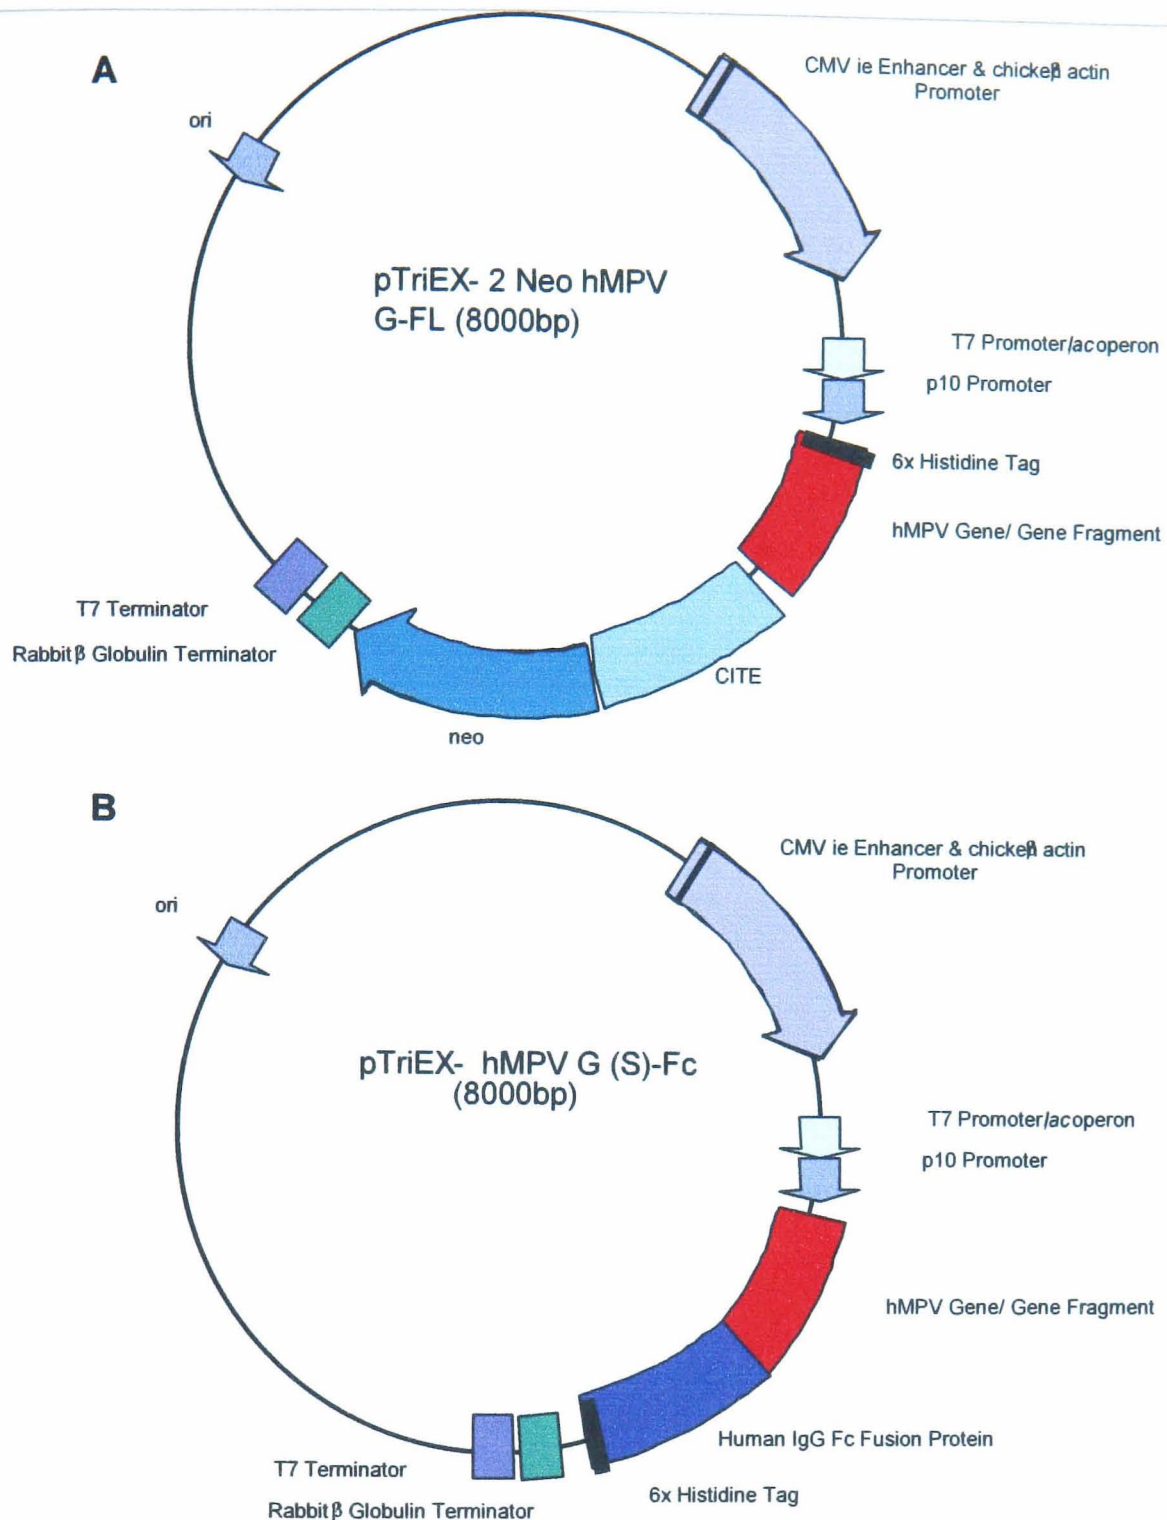 A
CMV ie Enhancer & chickenβ actin
Promoter
ori
pTriEX- 2 Neo hMPV
G-FL (8000bp)
T7 Promoter/acoperon
p10 Promoter
6x Histidine Tag
hMPV Gene/ Gene Fragment
T7 Terminator
Rabbit β Globulin Terminator
CITE
neo
B
CMV ie Enhancer & chickenβ actin
Promoter
ori
pTriEX- hMPV G (S)-Fc
(8000bp)
T7 Promoter/acoperon
p10 Promoter
hMPV Gene/ Gene Fragment
Human IgG Fc Fusion Protein
T7 Terminator
6x Histidine Tag
Rabbit β Globulin Terminator